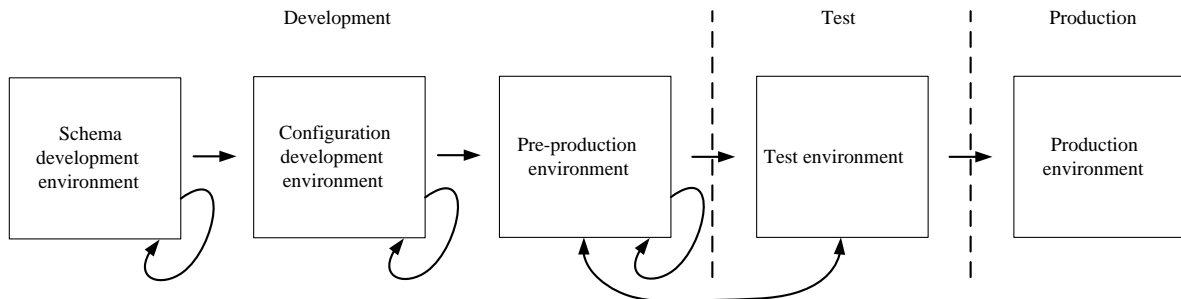 Development
Test
Production
Schema
development
environment
Configuration
development
environment
Pre-production
environment
Test environment
Production
environment